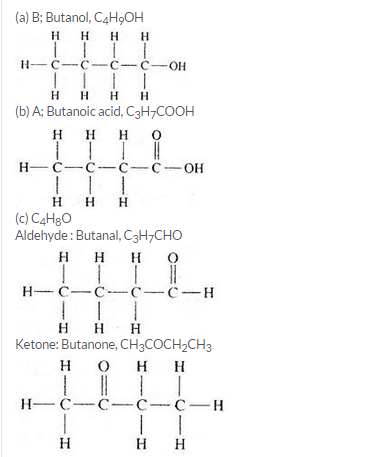 (a) B; Butanol, C4H9OH
H H H H
H—C—C—C—C—OH
H H H H
(b) A; Butanoic acid, C3H7COOH
H H H O
H—C—C—C—C—OH
H H H
(c) C4H8O
Aldehyde : Butanal, C3H7CHO
H H H O
H—C—C—C—C—H
H H H
Ketone: Butanone, CH3COCH2CH3
H O H H
H—C—C—C—C—H
H H H